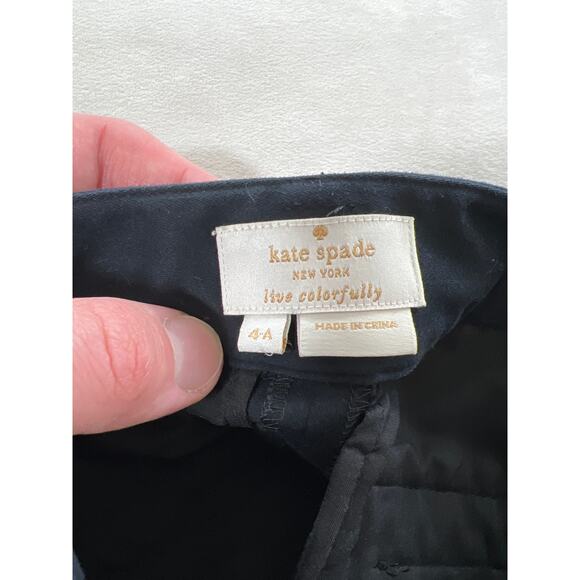 kate spade
NEW YORK
live colorfully
4-A
MADE IN CHINA